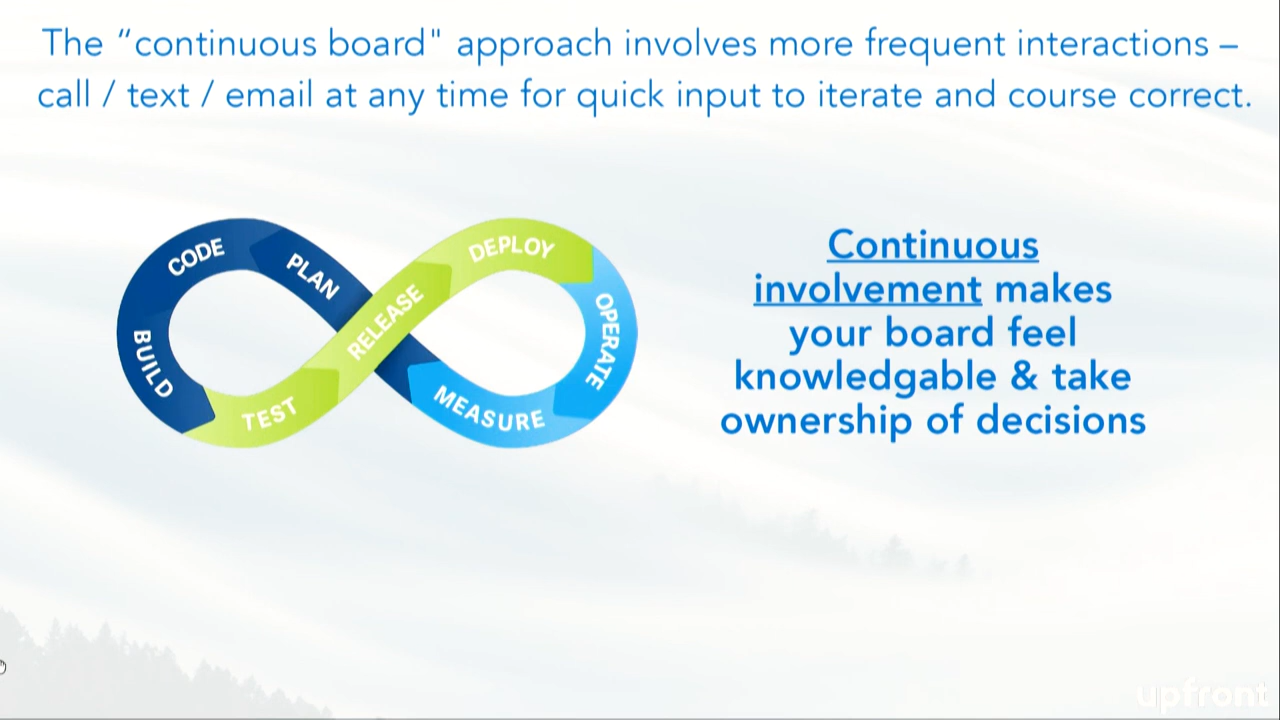 The “continuous board" approach involves more frequent interactions –
call / text / email at any time for quick input to iterate and course correct.
CODE
PLAN
BUILD
TEST
RELEASE
DEPLOY
OPERATE
MEASURE
Continuous
involvement makes
your board feel
knowledgable & take
ownership of decisions
upfront